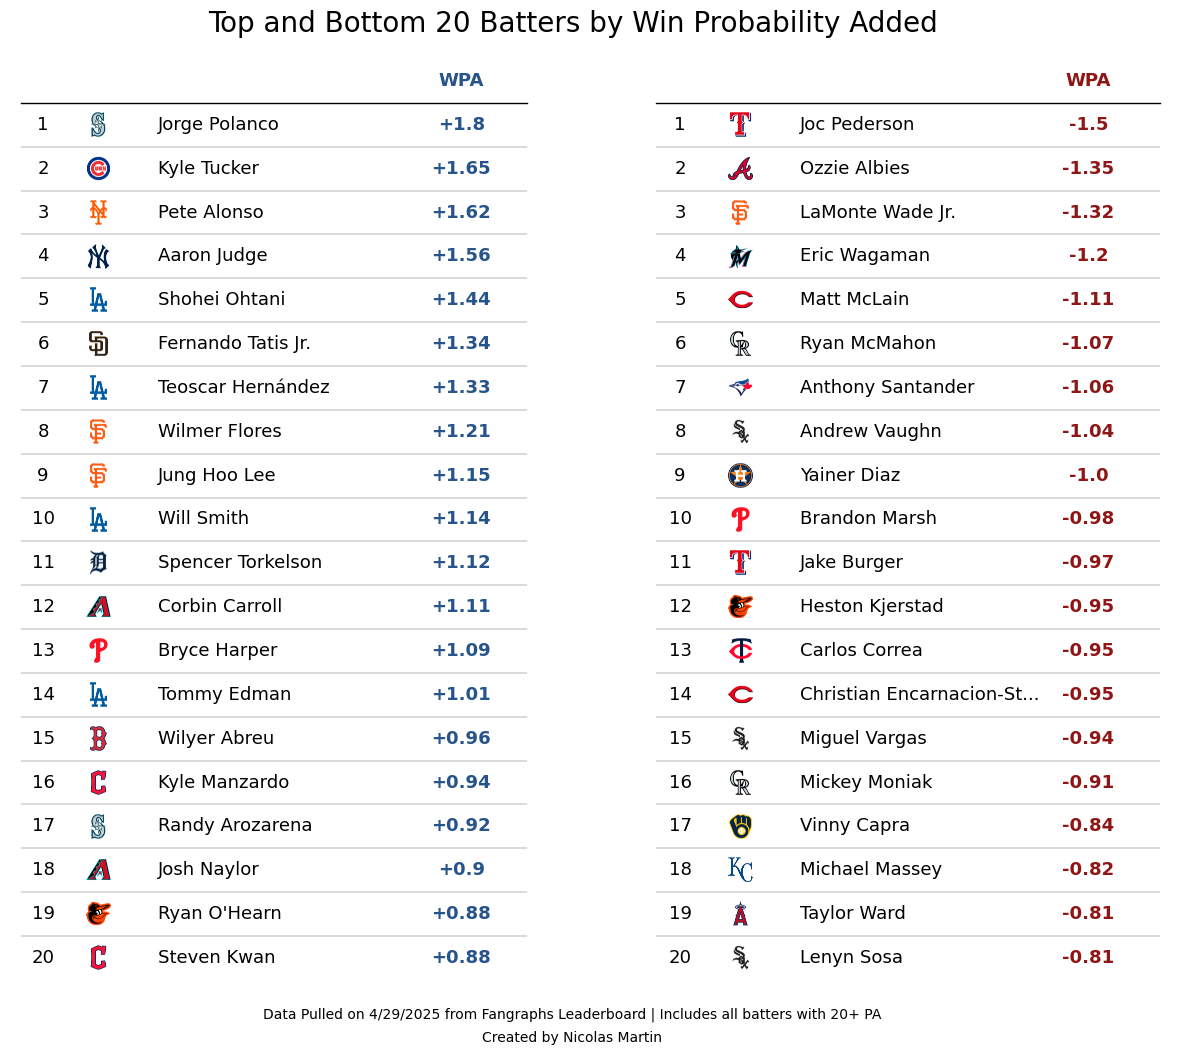 Top and Bottom 20 Batters by Win Probability Added
WPA
1 Jorge Polanco +1.8
2 Kyle Tucker +1.65
3 Pete Alonso +1.62
4 Aaron Judge +1.56
5 Shohei Ohtani +1.44
6 Fernando Tatis Jr. +1.34
7 Teoscar Hernández +1.33
8 Wilmer Flores +1.21
9 Jung Hoo Lee +1.15
10 Will Smith +1.14
11 Spencer Torkelson +1.12
12 Corbin Carroll +1.11
13 Bryce Harper +1.09
14 Tommy Edman +1.01
15 Wilyer Abreu +0.96
16 Kyle Manzardo +0.94
17 Randy Arozarena +0.92
18 Josh Naylor +0.9
19 Ryan O'Hearn +0.88
20 Steven Kwan +0.88
WPA
1 Joc Pederson -1.5
2 Ozzie Albies -1.35
3 LaMonte Wade Jr. -1.32
4 Eric Wagaman -1.2
5 Matt McLain -1.11
6 Ryan McMahon -1.07
7 Anthony Santander -1.06
8 Andrew Vaughn -1.04
9 Yainer Diaz -1.0
10 Brandon Marsh -0.98
11 Jake Burger -0.97
12 Heston Kjerstad -0.95
13 Carlos Correa -0.95
14 Christian Encarnacion-St... -0.95
15 Miguel Vargas -0.94
16 Mickey Moniak -0.91
17 Vinny Capra -0.84
18 Michael Massey -0.82
19 Taylor Ward -0.81
20 Lenyn Sosa -0.81
Data Pulled on 4/29/2025 from Fangraphs Leaderboard | Includes all batters with 20+ PA
Created by Nicolas Martin